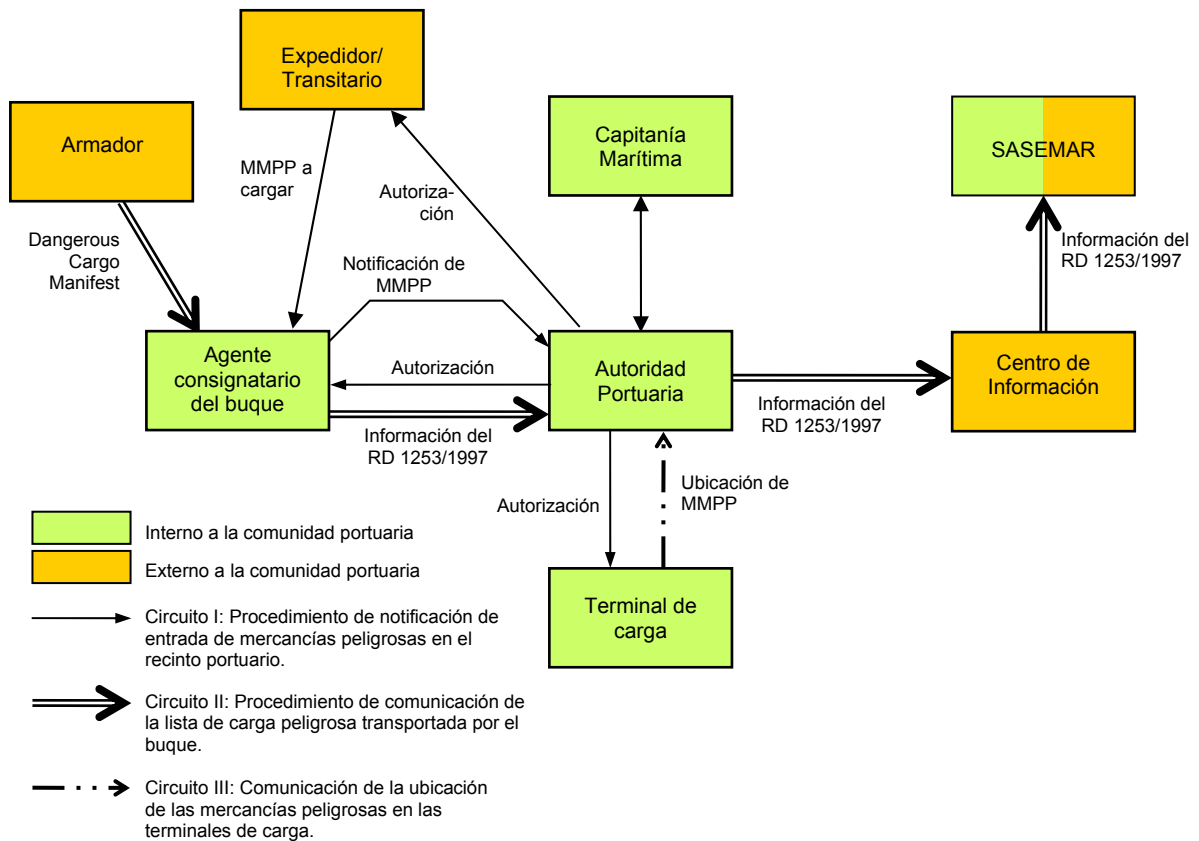 Expedidor/
Transitario
Armador
Capitanía
Marítima
SASEMAR
MMPP a
cargar
Autoriza-
ción
Dangerous
Cargo
Manifest
Notificación de
MMPP
Información del
RD 1253/1997
Agente
consignatario
del buque
Autorización
Autoridad
Portuaria
Centro de
Información
Información del
RD 1253/1997
Información del
RD 1253/1997
Autorización
Ubicación de
MMPP
Terminal de
carga
Interno a la comunidad portuaria
Externo a la comunidad portuaria
Circuito I: Procedimiento de notificación de
entrada de mercancías peligrosas en el
recinto portuario.
Circuito II: Procedimiento de comunicación de
la lista de carga peligrosa transportada por el
buque.
Circuito III: Comunicación de la ubicación
de las mercancías peligrosas en las
terminales de carga.